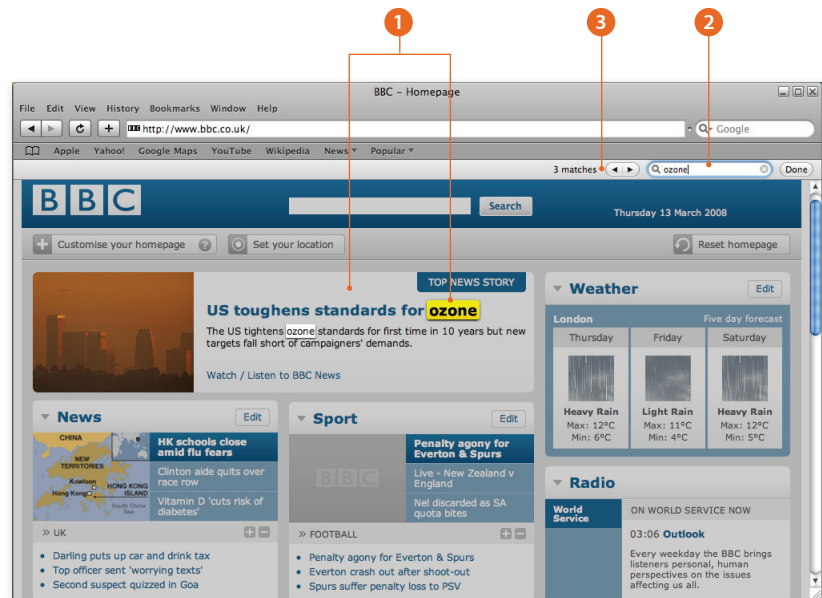 1
3
2
BBC – Homepage
File Edit View History Bookmarks Window Help
BBC http://www.bbc.co.uk/
Google
Apple Yahoo! Google Maps YouTube Wikipedia News Popular
3 matches
ozone
Done
BBC
Search
Thursday 13 March 2008
Customise your homepage ?
Set your location
Reset homepage
TOP NEWS STORY
US toughens standards for ozone
The US tightens ozone standards for first time in 10 years but new
targets fall short of campaigners' demands.
Watch / Listen to BBC News
Weather
Edit
London
Five day forecast
Thursday Friday Saturday
Heavy Rain Light Rain Heavy Rain
Max: 12ºC Max: 11ºC Max: 12ºC
Min: 6ºC Min: 4ºC Min: 5ºC
News
Edit
CHINA
NEW
TERRITORIES
Kowloon
HONG KONG
Hong Kong
ISLAND
South China
Sea
HK schools close
amid flu fears
Clinton aide quits over
race row
Vitamin D 'cuts risk of
diabetes'
» UK
• Darling puts up car and drink tax
• Top officer sent 'worrying texts'
• Second suspect quizzed in Goa
Sport
Edit
BBC
Penalty agony for
Everton & Spurs
Live - New Zealand v
England
Nel discarded as SA
quota bites
» FOOTBALL
• Penalty agony for Everton & Spurs
• Everton crash out after shoot-out
• Spurs suffer penalty loss to PSV
Radio
World
Service
ON WORLD SERVICE NOW
03:06 Outlook
Every weekday the BBC brings
listeners personal, human
perspectives on the issues
affecting us all.